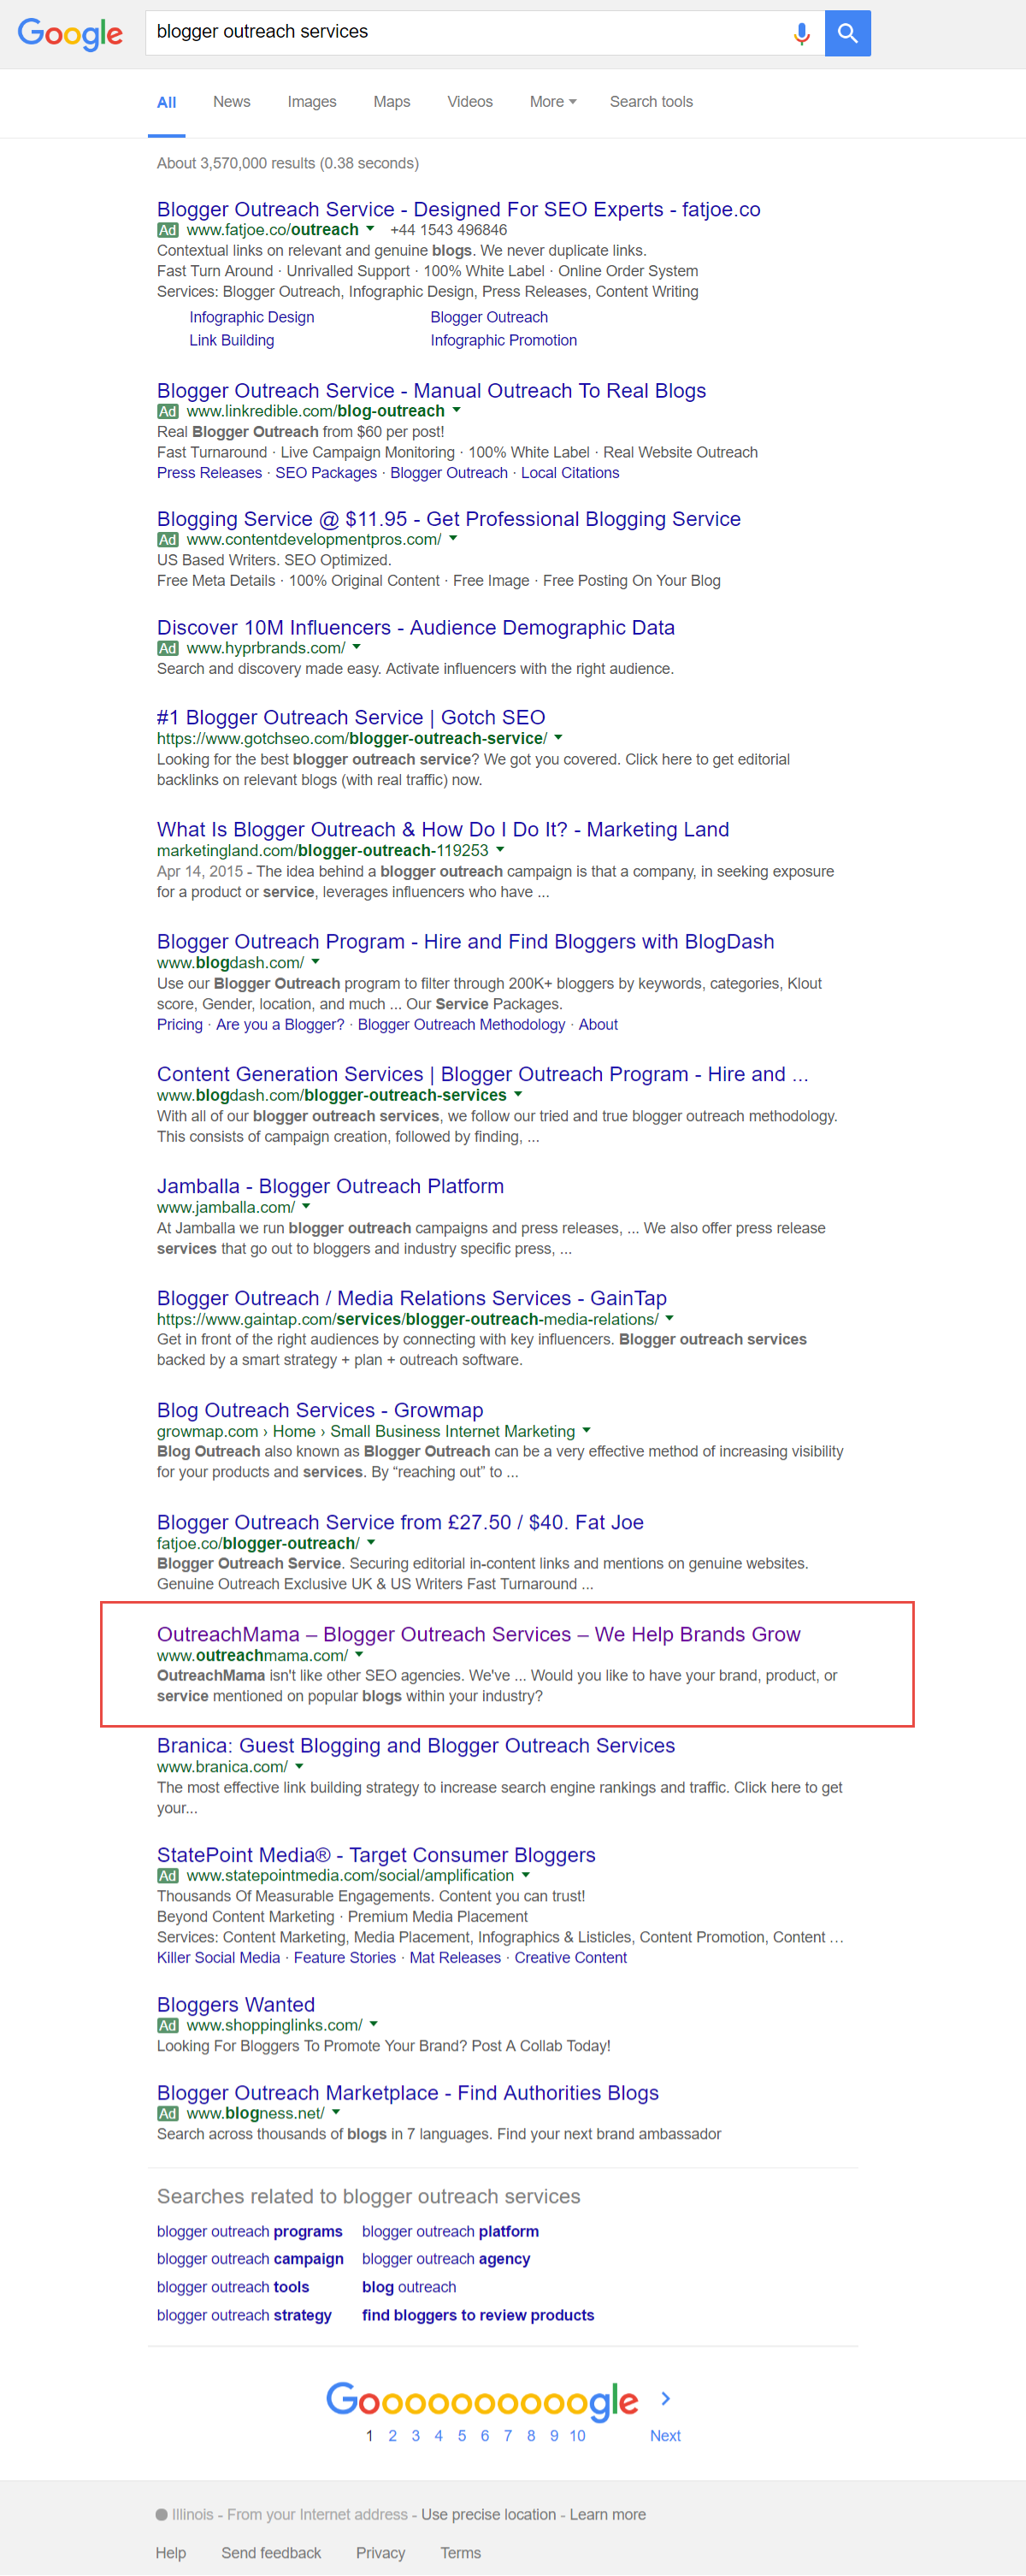 Google
blogger outreach services
All News Images Maps Videos More Search tools
About 3,570,000 results (0.38 seconds)
Blogger Outreach Service - Designed For SEO Experts - fatjoe.co
Ad www.fatjoe.co/outreach +44 1543 496846
Contextual links on relevant and genuine blogs. We never duplicate links.
Fast Turn Around · Unrivalled Support · 100% White Label · Online Order System
Services: Blogger Outreach, Infographic Design, Press Releases, Content Writing
Infographic Design Blogger Outreach
Link Building Infographic Promotion
Blogger Outreach Service - Manual Outreach To Real Blogs
Ad www.linkredible.com/blog-outreach
Real Blogger Outreach from $60 per post!
Fast Turnaround · Live Campaign Monitoring · 100% White Label · Real Website Outreach
Press Releases · SEO Packages · Blogger Outreach · Local Citations
Blogging Service @ $11.95 - Get Professional Blogging Service
Ad www.contentdevelopmentpros.com/
US Based Writers. SEO Optimized.
Free Meta Details · 100% Original Content · Free Image · Free Posting On Your Blog
Discover 10M Influencers - Audience Demographic Data
Ad www.hyprbrands.com/
Search and discovery made easy. Activate influencers with the right audience.
#1 Blogger Outreach Service | Gotch SEO
https://www.gotchseo.com/blogger-outreach-service/
Looking for the best blogger outreach service? We got you covered. Click here to get editorial
backlinks on relevant blogs (with real traffic) now.
What Is Blogger Outreach & How Do I Do It? - Marketing Land
marketingland.com/blogger-outreach-119253
Apr 14, 2015 - The idea behind a blogger outreach campaign is that a company, in seeking exposure
for a product or service, leverages influencers who have ...
Blogger Outreach Program - Hire and Find Bloggers with BlogDash
www.blogdash.com/
Use our Blogger Outreach program to filter through 200K+ bloggers by keywords, categories, Klout
score, Gender, location, and much ... Our Service Packages.
Pricing · Are you a Blogger? · Blogger Outreach Methodology · About
Content Generation Services | Blogger Outreach Program - Hire and ...
www.blogdash.com/blogger-outreach-services
With all of our blogger outreach services, we follow our tried and true blogger outreach methodology.
This consists of campaign creation, followed by finding, ...
Jamballa - Blogger Outreach Platform
www.jamballa.com/
At Jamballa we run blogger outreach campaigns and press releases, ... We also offer press release
services that go out to bloggers and industry specific press, ...
Blogger Outreach / Media Relations Services - GainTap
https://www.gaintap.com/services/blogger-outreach-media-relations/
Get in front of the right audiences by connecting with key influencers. Blogger outreach services
backed by a smart strategy + plan + outreach software.
Blog Outreach Services - Growmap
growmap.com › Home › Small Business Internet Marketing
Blog Outreach also known as Blogger Outreach can be a very effective method of increasing visibility
for your products and services. By “reaching out” to ...
Blogger Outreach Service from £27.50 / $40. Fat Joe
fatjoe.co/blogger-outreach/
Blogger Outreach Service. Securing editorial in-content links and mentions on genuine websites.
Genuine Outreach Exclusive UK & US Writers Fast Turnaround ...
OutreachMama – Blogger Outreach Services – We Help Brands Grow
www.outreachmama.com/
OutreachMama isn't like other SEO agencies. We've ... Would you like to have your brand, product, or
service mentioned on popular blogs within your industry?
Branica: Guest Blogging and Blogger Outreach Services
www.branica.com/
The most effective link building strategy to increase search engine rankings and traffic. Click here to get
your...
StatePoint Media® - Target Consumer Bloggers
Ad www.statepointmedia.com/social/amplification
Thousands Of Measurable Engagements. Content you can trust!
Beyond Content Marketing · Premium Media Placement
Services: Content Marketing, Media Placement, Infographics & Listicles, Content Promotion, Content ...
Killer Social Media · Feature Stories · Mat Releases · Creative Content
Bloggers Wanted
Ad www.shoppinglinks.com/
Looking For Bloggers To Promote Your Brand? Post A Collab Today!
Blogger Outreach Marketplace - Find Authorities Blogs
Ad www.blogness.net/
Search across thousands of blogs in 7 languages. Find your next brand ambassador
Searches related to blogger outreach services
blogger outreach programs blogger outreach platform
blogger outreach campaign blogger outreach agency
blogger outreach tools blog outreach
blogger outreach strategy find bloggers to review products
Goooooooooogle
1 2 3 4 5 6 7 8 9 10 Next
Illinois - From your Internet address - Use precise location - Learn more
Help Send feedback Privacy Terms